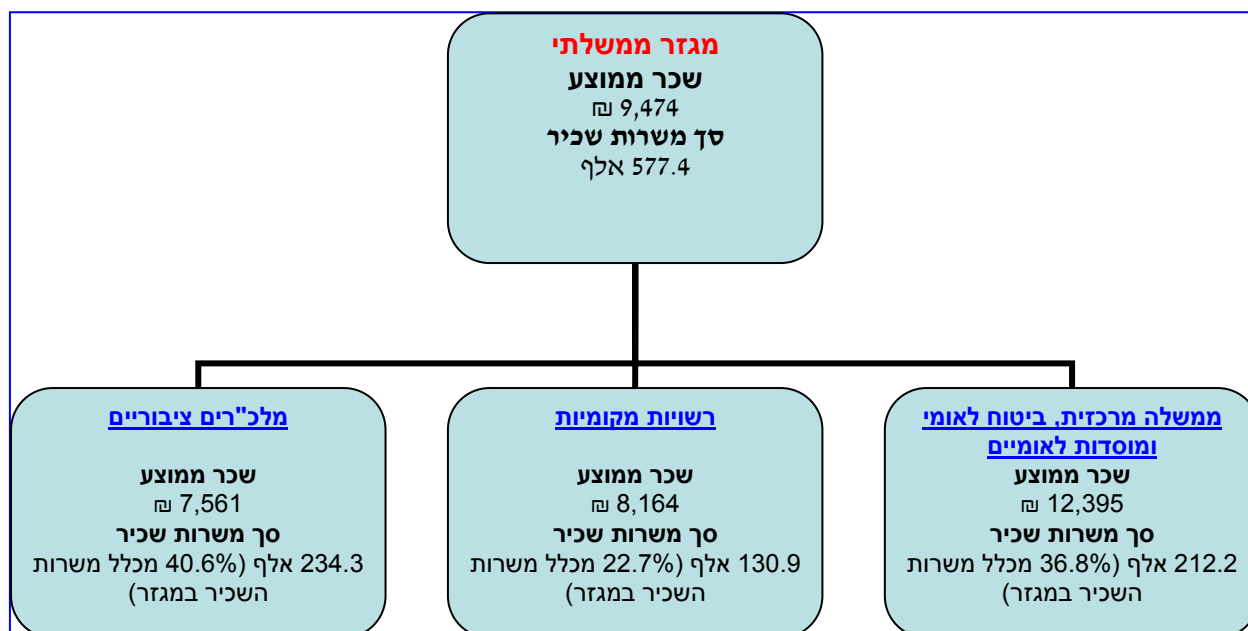 מגזר ממשלתי
שכר ממוצע
9,474 ₪
סך משרות שכיר
577.4 אלף
ממשלה מרכזית, ביטוח לאומי
ומוסדות לאומיים
שכר ממוצע
12,395 ₪
סך משרות שכיר
212.2 אלף (36.8% מכלל משרות
השכיר במגזר)
רשויות מקומיות
שכר ממוצע
8,164 ₪
סך משרות שכיר
130.9 אלף (22.7% מכלל משרות
השכיר במגזר)
מלכ"רים ציבוריים
שכר ממוצע
7,561 ₪
סך משרות שכיר
234.3 אלף (40.6% מכלל משרות
השכיר במגזר)